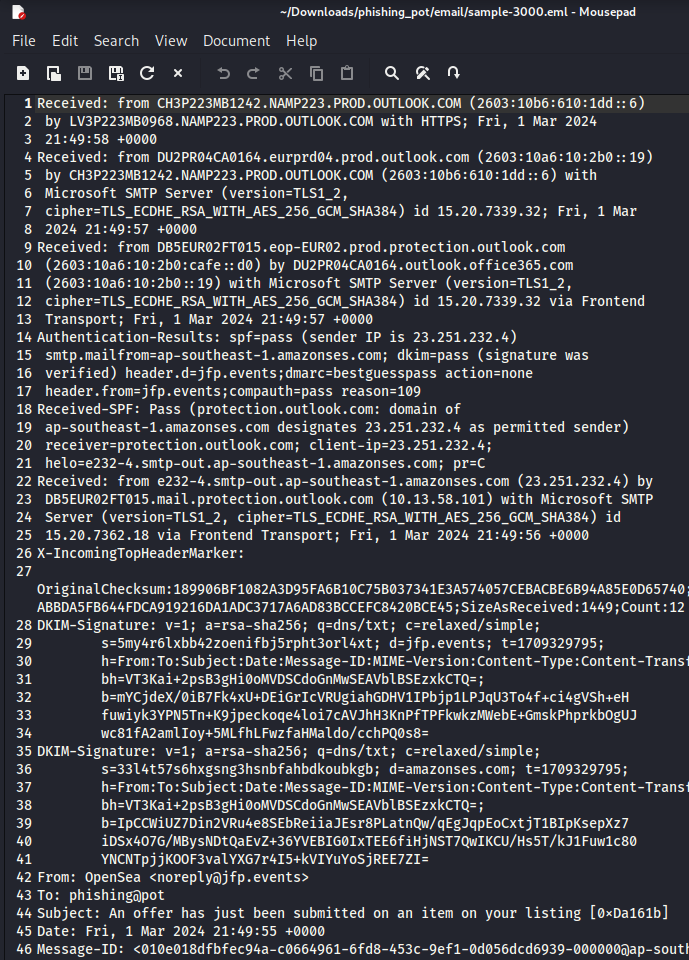 ~/Downloads/phishing_pot/email/sample-3000.eml - Mousepad
File Edit Search View Document Help
1 Received: from CH3P223MB1242.NAMP223.PROD.OUTLOOK.COM (2603:10b6:610:1dd::6)
2 by LV3P223MB0968.NAMP223.PROD.OUTLOOK.COM with HTTPS; Fri, 1 Mar 2024
3 21:49:58 +0000
4 Received: from DU2PR04CA0164.eurprd04.prod.outlook.com (2603:10a6:10:2b0::19)
5 by CH3P223MB1242.NAMP223.PROD.OUTLOOK.COM (2603:10b6:610:1dd::6) with
6 Microsoft SMTP Server (version=TLS1_2,
7 cipher=TLS_ECDHE_RSA_WITH_AES_256_GCM_SHA384) id 15.20.7339.32; Fri, 1 Mar
8 2024 21:49:57 +0000
9 Received: from DB5EUR02FT015.eop-EUR02.prod.protection.outlook.com
10 (2603:10a6:10:2b0:cafe::d0) by DU2PR04CA0164.outlook.office365.com
11 (2603:10a6:10:2b0::19) with Microsoft SMTP Server (version=TLS1_2,
12 cipher=TLS_ECDHE_RSA_WITH_AES_256_GCM_SHA384) id 15.20.7339.32 via Frontend
13 Transport; Fri, 1 Mar 2024 21:49:57 +0000
14 Authentication-Results: spf=pass (sender IP is 23.251.232.4)
15 smtp.mailfrom=ap-southeast-1.amazonses.com; dkim=pass (signature was
16 verified) header.d=jfp.events;dmarc=bestguesspass action=none
17 header.from=jfp.events;compauth=pass reason=109
18 Received-SPF: Pass (protection.outlook.com: domain of
19 ap-southeast-1.amazonses.com designates 23.251.232.4 as permitted sender)
20 receiver=protection.outlook.com; client-ip=23.251.232.4;
21 helo=e232-4.smtp-out.ap-southeast-1.amazonses.com; pr=C
22 Received: from e232-4.smtp-out.ap-southeast-1.amazonses.com (23.251.232.4) by
23 DB5EUR02FT015.mail.protection.outlook.com (10.13.58.101) with Microsoft SMTP
24 Server (version=TLS1_2, cipher=TLS_ECDHE_RSA_WITH_AES_256_GCM_SHA384) id
25 15.20.7362.18 via Frontend Transport; Fri, 1 Mar 2024 21:49:56 +0000
26 X-IncomingTopHeaderMarker:
27
OriginalChecksum:189906BF1082A3D95FA6B10C75B037341E3A574057CEBACBE6B94A85E0D65740;
ABBDA5FB644FDCA919216DA1ADC3717A6AD83BCCEFC8420BCE45;SizeAsReceived:1449;Count:12
28 DKIM-Signature: v=1; a=rsa-sha256; q=dns/txt; c=relaxed/simple;
29 s=5my4r6lxbb42zoenifbj5rpht3orl4xt; d=jfp.events; t=1709329795;
30 h=From:To:Subject:Date:Message-ID:MIME-Version:Content-Type:Content-Transf
31 bh=VT3Kai+2psB3gHi0oMVDSCdoGnMwSEAVblBSEzxkCTQ=;
32 b=mYCjdeX/0iB7Fk4xU+DEiGrIcVRUgiahGDHV1IPbjp1LPJqU3To4f+ci4gVSh+eH
33 fuwiyk3YPN5Tn+K9jpeckoqe4loi7cAVJhH3KnPfTPFkwkzMWebE+GmskPhprkbOgUJ
34 wc81fA2amlIoy+5MLfhLFwzfaHMaldo/cchPQ0s8=
35 DKIM-Signature: v=1; a=rsa-sha256; q=dns/txt; c=relaxed/simple;
36 s=33l4t57s6hxgsng3hsnbfahbdkoubkgb; d=amazonses.com; t=1709329795;
37 h=From:To:Subject:Date:Message-ID:MIME-Version:Content-Type:Content-Transf
38 bh=VT3Kai+2psB3gHi0oMVDSCdoGnMwSEAVblBSEzxkCTQ=;
39 b=IpCCWiUZ7Din2VRu4e8SEbReiiaJEsr8PLatnQw/qEgJqpEoCxtjT1BIpKsepXz7
40 iDSx4O7G/MBysNDtQaEvZ+36YVEBIG0IxTEE6fiHjNST7QwIKCU/Hs5T/kJ1Fuw1c80
41 YNCNTpjjKOOF3valYXG7r4I5+kVIYuYoSjREE7ZI=
42 From: OpenSea <noreply@jfp.events>
43 To: phishing@pot
44 Subject: An offer has just been submitted on an item on your listing [0×Da161b]
45 Date: Fri, 1 Mar 2024 21:49:55 +0000
46 Message-ID: <010e018dfbfec94a-c0664961-6fd8-453c-9ef1-0d056dcd6939-000000@ap-sout